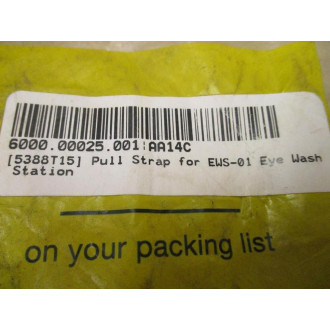 6000.00025.001 AA14C
[5388T15] Pull Strap for EWS-01 Eye Wash
Station
on your packing list